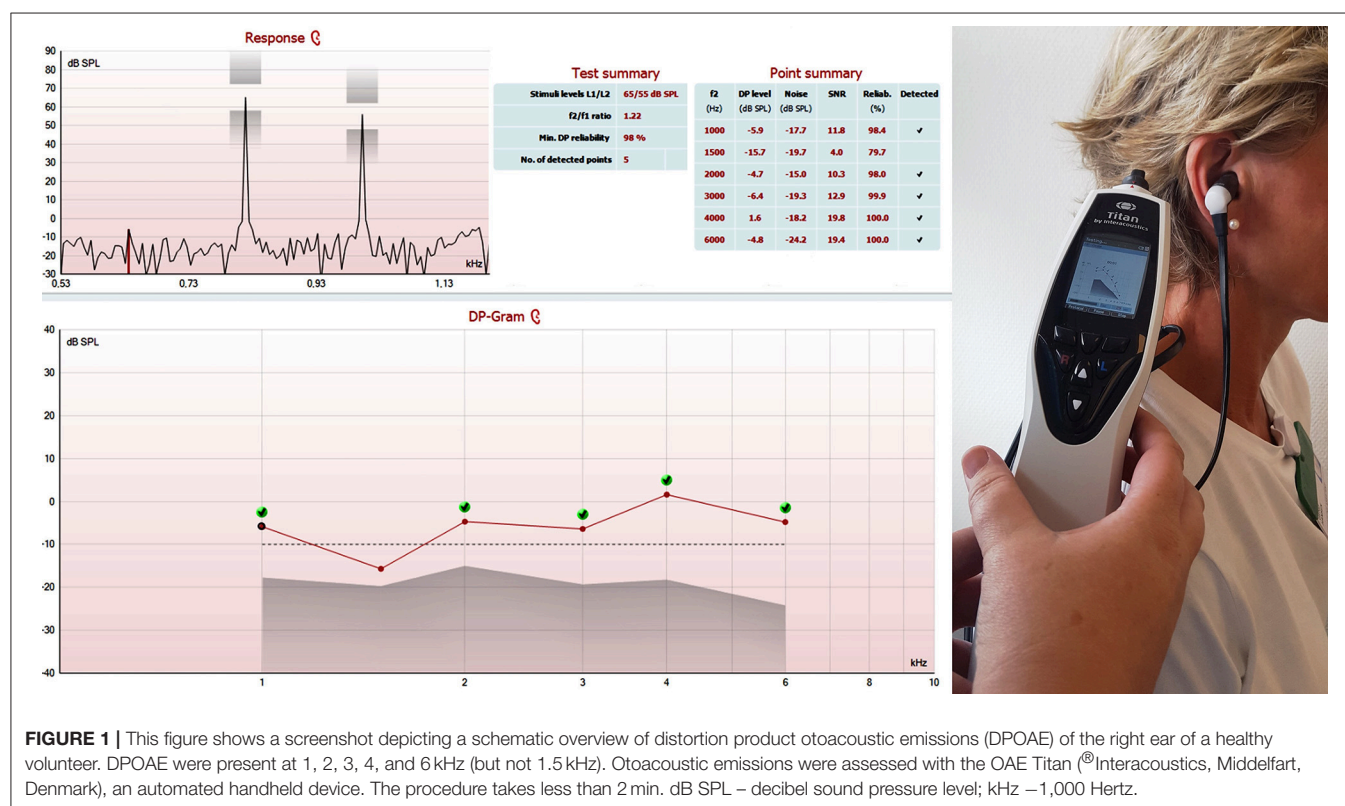 Response
90
dB SPL
80
70
60
50
40
30
20
10
0
-10
-20
kHz
-30
0.53 0.73 0.93 1.13
Test summary
Stimuli levels L1/L2 65/55 dB SPL
f2/f1 ratio 1.22
Min. DP reliability 98 %
No. of detected points 5
Point summary
f2 DP level Noise SNR Reliab. Detected
(Hz) (dB SPL) (dB SPL) (%)
1000 -5.9 -17.7 11.8 98.4 ✔
1500 -15.7 -19.7 4.0 79.7
2000 -4.7 -15.0 10.3 98.0 ✔
3000 -6.4 -19.3 12.9 99.9 ✔
4000 1.6 -18.2 19.8 100.0 ✔
6000 -4.8 -24.2 19.4 100.0 ✔
DP-Gram
40
dB SPL
30
20
10
0
-10
-20
-30
kHz
-40
1 2 3 4 6 8 10
Titan
by Interacoustics
Testing...
R L
FIGURE 1 | This figure shows a screenshot depicting a schematic overview of distortion product otoacoustic emissions (DPOAE) of the right ear of a healthy
volunteer. DPOAE were present at 1, 2, 3, 4, and 6 kHz (but not 1.5 kHz). Otoacoustic emissions were assessed with the OAE Titan (®Interacoustics, Middelfart,
Denmark), an automated handheld device. The procedure takes less than 2 min. dB SPL – decibel sound pressure level; kHz –1,000 Hertz.